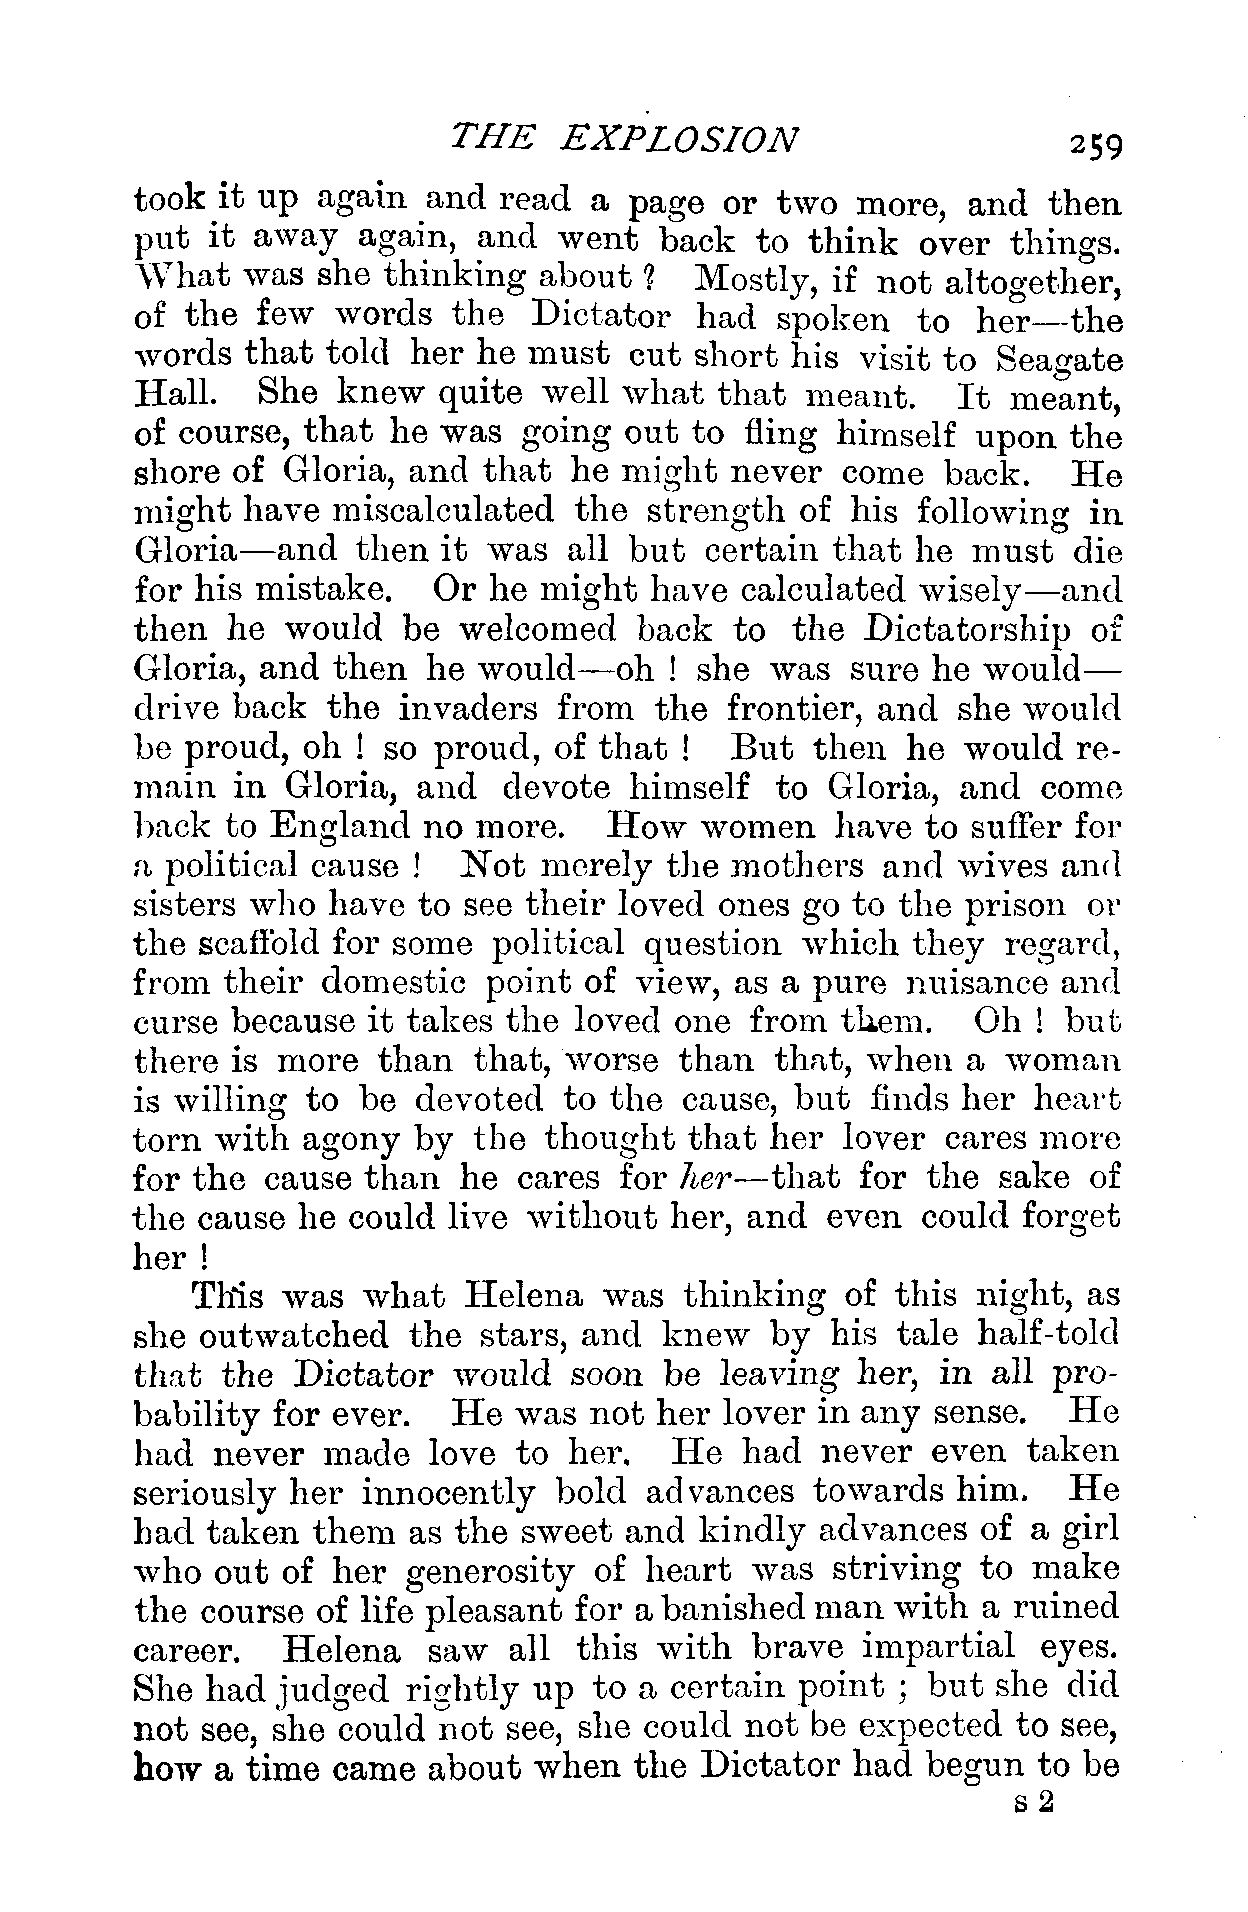 THE EXPLOSION 259
took it up again and read a page or two more, and then
put it away again, and went back to think over things.
What was she thinking about ? Mostly, if not altogether,
of the few words the Dictator had spoken to her—the
words that told her he must cut short his visit to Seagate
Hall. She knew quite well what that meant. It meant,
of course, that he was going out to fling himself upon the
shore of Gloria, and that he might never come back. He
might have miscalculated the strength of his following in
Gloria—and then it was all but certain that he must die
for his mistake. Or he might have calculated wisely—and
then he would be welcomed back to the Dictatorship of
Gloria, and then he would—oh ! she was sure he would—
drive back the invaders from the frontier, and she would
be proud, oh ! so proud, of that ! But then he would re-
main in Gloria, and devote himself to Gloria, and come
back to England no more. How women have to suffer for
a political cause ! Not merely the mothers and wives and
sisters who have to see their loved ones go to the prison or
the scaffold for some political question which they regard,
from their domestic point of view, as a pure nuisance and
curse because it takes the loved one from them. Oh ! but
there is more than that, worse than that, when a woman
is willing to be devoted to the cause, but finds her heart
torn with agony by the thought that her lover cares more
for the cause than he cares for her—that for the sake of
the cause he could live without her, and even could forget
her !
This was what Helena was thinking of this night, as
she outwatched the stars, and knew by his tale half-told
that the Dictator would soon be leaving her, in all pro-
bability for ever. He was not her lover in any sense. He
had never made love to her. He had never even taken
seriously her innocently bold advances towards him. He
had taken them as the sweet and kindly advances of a girl
who out of her generosity of heart was striving to make
the course of life pleasant for a banished man with a ruined
career. Helena saw all this with brave impartial eyes.
She had judged rightly up to a certain point ; but she did
not see, she could not see, she could not be expected to see,
how a time came about when the Dictator had begun to be
s 2